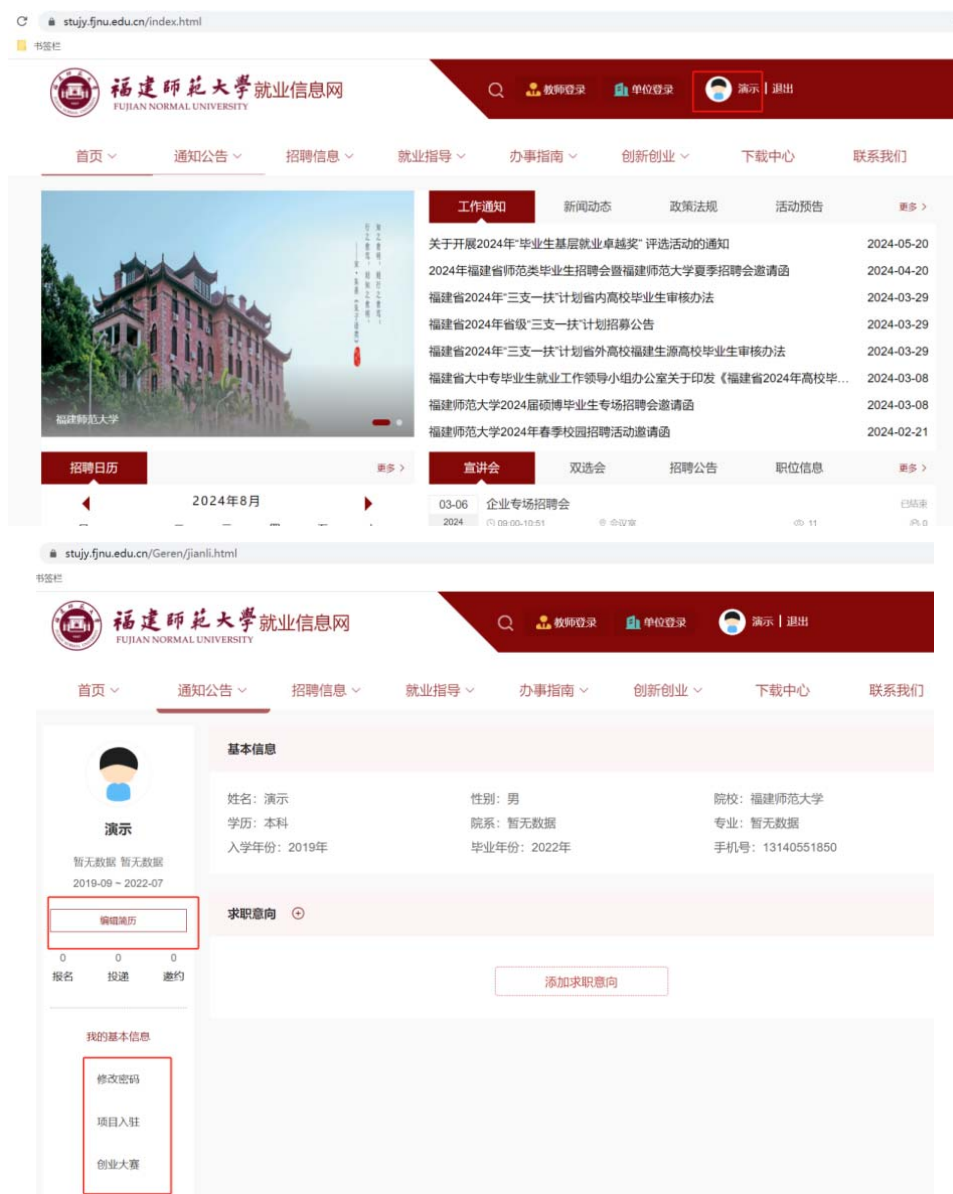 stujy.fjnu.edu.cn/index.html
书签栏
福建师范大学就业信息网
FUJIAN NORMAL UNIVERSITY
教师登录 单位登录 演示 | 退出
首页 通知公告 招聘信息 就业指导 办事指南 创新创业 下载中心 联系我们
工作通知 新闻动态 政策法规 活动预告 更多 >
关于开展2024年“毕业生基层就业卓越奖” 评选活动的通知 2024-05-20
2024年福建省师范类毕业生招聘会暨福建师范大学夏季招聘会邀请函 2024-04-20
福建省2024年“三支一扶”计划省内高校毕业生审核办法 2024-03-29
福建省2024年省级“三支一扶”计划招募公告 2024-03-29
福建省2024年“三支一扶”计划省外高校福建生源高校毕业生审核办法 2024-03-29
福建省大中专毕业生就业工作领导小组办公室关于印发《福建省2024年高校毕... 2024-03-08
福建师范大学2024届硕博毕业生专场招聘会邀请函 2024-03-08
福建师范大学2024年春季校园招聘活动邀请函 2024-02-21
福建师范大学
招聘日历 更多 >
2024年8月
宣讲会 双选会 招聘公告 职位信息 更多 >
03-06 企业专场招聘会 已结束
2024 09:00-10:51 会议室 11 0
stujy.fjnu.edu.cn/Geren/jianli.html
书签栏
福建师范大学就业信息网
FUJIAN NORMAL UNIVERSITY
教师登录 单位登录 演示 | 退出
首页 通知公告 招聘信息 就业指导 办事指南 创新创业 下载中心 联系我们
演示
暂无数据 暂无数据
2019-09 ~ 2022-07
编辑简历
0 0 0
报名 投递 邀约
我的基本信息
修改密码
项目入驻
创业大赛
基本信息
姓名：演示 性别：男 院校：福建师范大学
学历：本科 院系：暂无数据 专业：暂无数据
入学年份：2019年 毕业年份：2022年 手机号：13140551850
求职意向
添加求职意向